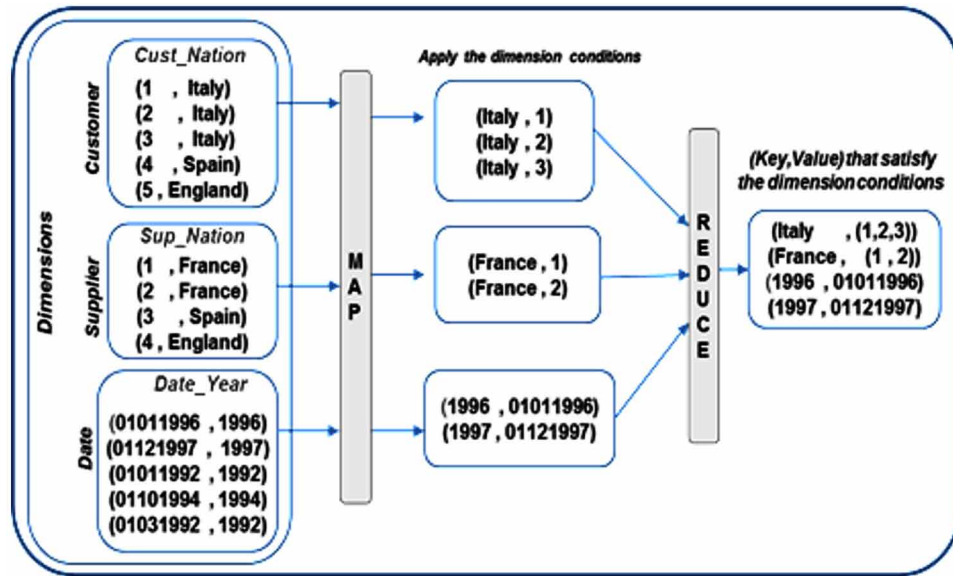 Dimensions
Customer
Cust_Nation
(1 , Italy)
(2 , Italy)
(3 , Italy)
(4 , Spain)
(5 , England)
Supplier
Sup_Nation
(1 , France)
(2 , France)
(3 , Spain)
(4 , England)
Date
Date_Year
(01011996 , 1996)
(01121997 , 1997)
(01011992 , 1992)
(01101994 , 1994)
(01031992 , 1992)
MAP
Apply the dimension conditions
(Italy , 1)
(Italy , 2)
(Italy , 3)
(France , 1)
(France , 2)
(1996 , 01011996)
(1997 , 01121997)
REDUCE
(Key,Value) that satisfy
the dimension conditions
(Italy , (1,2,3))
(France , (1 , 2))
(1996 , 01011996)
(1997 , 01121997)